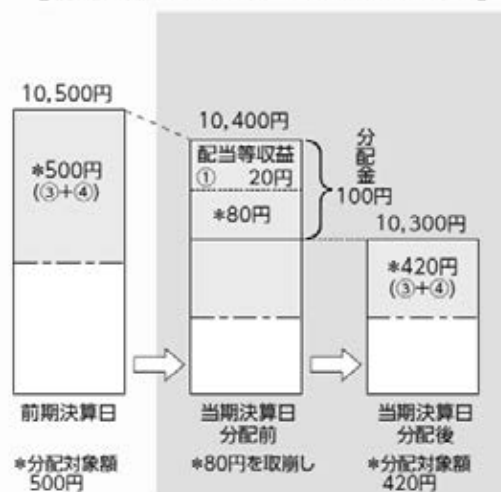 10,500円
*500円
(③+④)
前期決算日
*分配対象額
500円
10,400円
配当等収益
① 20円
*80円
分配金
100円
当期決算日
分配前
*80円を取崩し
10,300円
*420円
(③+④)
当期決算日
分配後
*分配対象額
420円